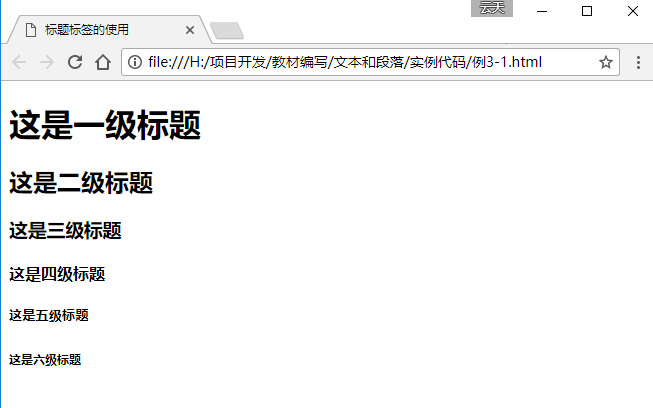 云天
标题标签的使用
file:///H:/项目开发/教材编写/文本和段落/实例代码/例3-1.html
这是一级标题
这是二级标题
这是三级标题
这是四级标题
这是五级标题
这是六级标题